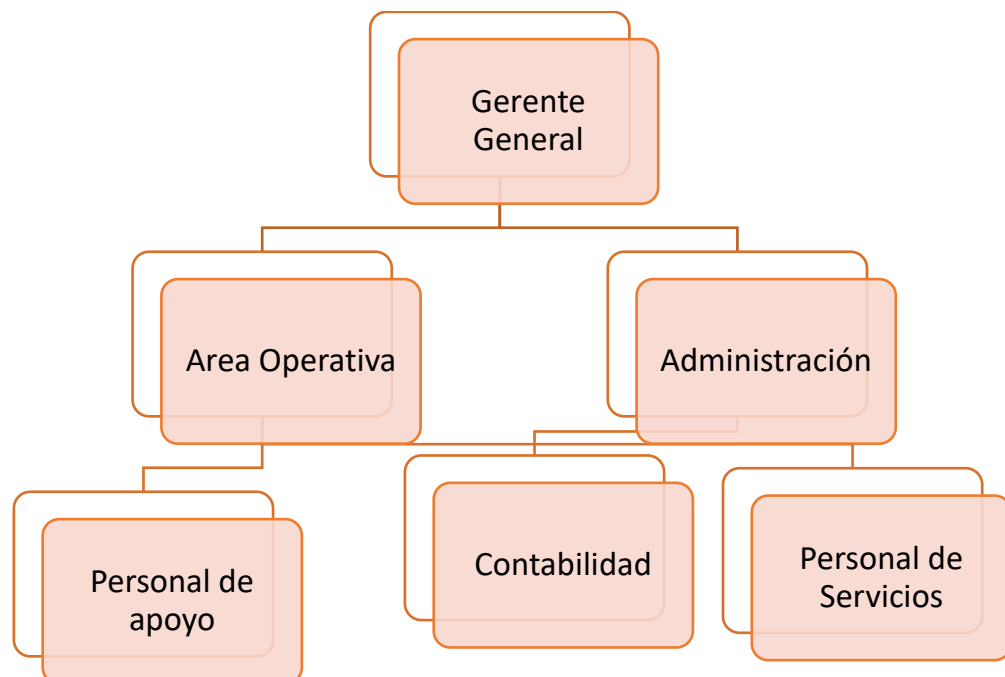 Gerente
General
Area Operativa
Administración
Personal de
apoyo
Contabilidad
Personal de
Servicios